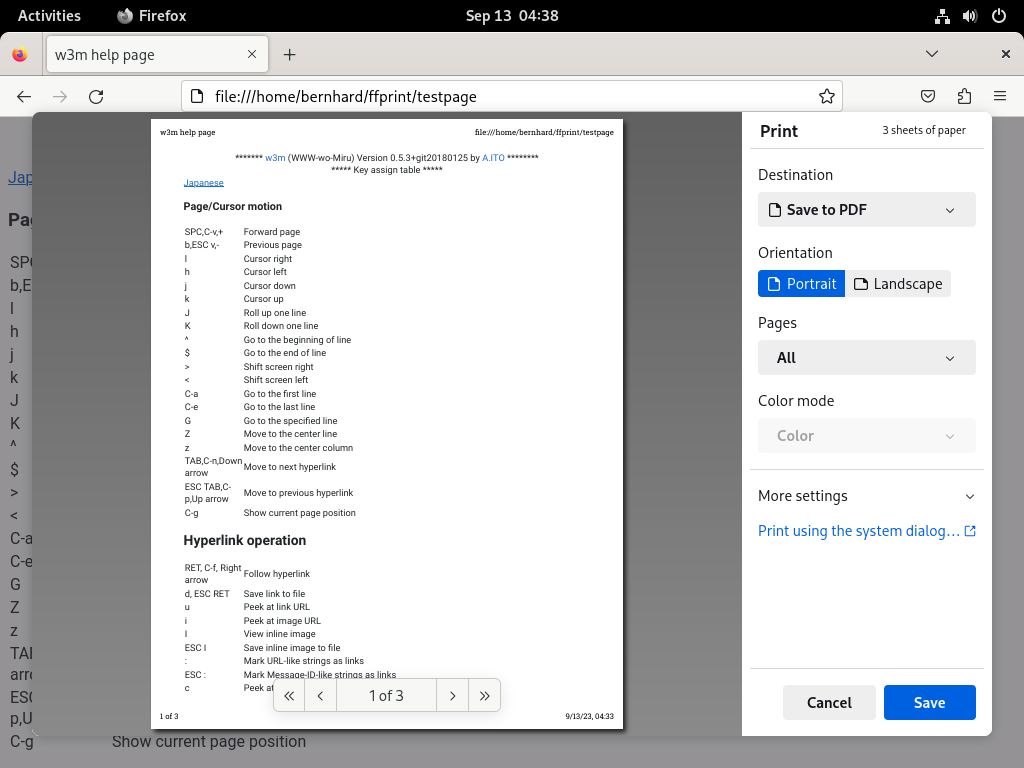 Activities
Firefox
Sep 13 04:38
w3m help page
file:///home/bernhard/ffprint/testpage
w3m help page
file:///home/bernhard/ffprint/testpage
******* w3m (WWW-wo-Miru) Version 0.5.3+git20180125 by A.ITO ********
***** Key assign table *****
Japanese
Page/Cursor motion
SPC,C-v,+ Forward page
b,ESC v,- Previous page
l Cursor right
h Cursor left
j Cursor down
k Cursor up
J Roll up one line
K Roll down one line
^ Go to the beginning of line
$ Go to the end of line
> Shift screen right
< Shift screen left
C-a Go to the first line
C-e Go to the last line
G Go to the specified line
Z Move to the center line
z Move to the center column
TAB,C-n,Down arrow Move to next hyperlink
ESC TAB,C-p,Up arrow Move to previous hyperlink
C-g Show current page position
Hyperlink operation
RET, C-f, Right arrow Follow hyperlink
d, ESC RET Save link to file
u Peek at link URL
i Peek at image URL
I View inline image
ESC I Save inline image to file
: Mark URL-like strings as links
ESC : Mark Message-ID-like strings as links
c Peek at
1 of 3
9/13/23, 04:33
1 of 3
Print
3 sheets of paper
Destination
Save to PDF
Orientation
Portrait
Landscape
Pages
All
Color mode
Color
More settings
Print using the system dialog...
Cancel
Save
Jap
Pa
SPC
b,E
l
h
j
k
J
K
^
$
>
<
C-a
C-e
G
Z
z
TAB
arro
ESC
p,U
C-g Show current page position